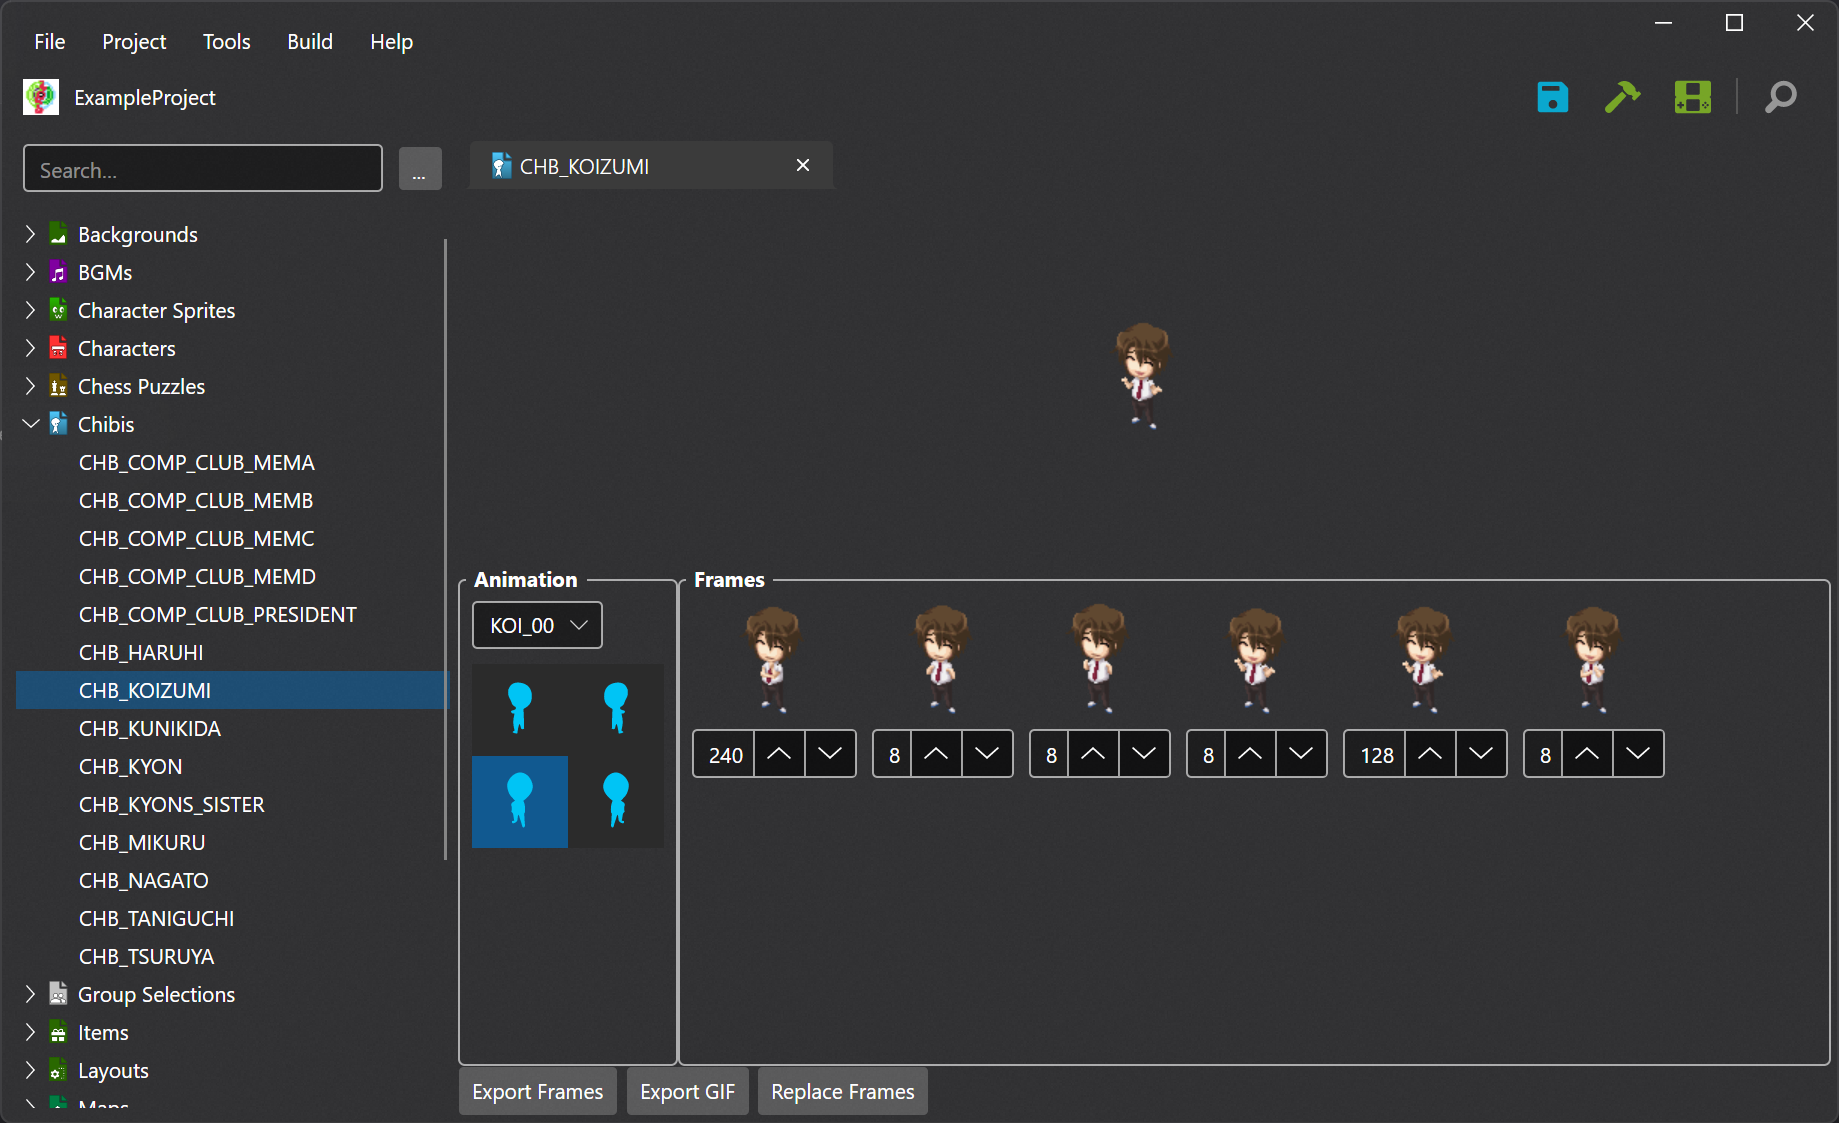 File Project Tools Build Help
ExampleProject
Search...
...
CHB_KOIZUMI
Backgrounds
BGMs
Character Sprites
Characters
Chess Puzzles
Chibis
CHB_COMP_CLUB_MEMA
CHB_COMP_CLUB_MEMB
CHB_COMP_CLUB_MEMC
CHB_COMP_CLUB_MEMD
CHB_COMP_CLUB_PRESIDENT
CHB_HARUHI
CHB_KOIZUMI
CHB_KUNIKIDA
CHB_KYON
CHB_KYONS_SISTER
CHB_MIKURU
CHB_NAGATO
CHB_TANIGUCHI
CHB_TSURUYA
Group Selections
Items
Layouts
Maps
Animation
KOI_00
Frames
240 8 8 8 128 8
Export Frames Export GIF Replace Frames